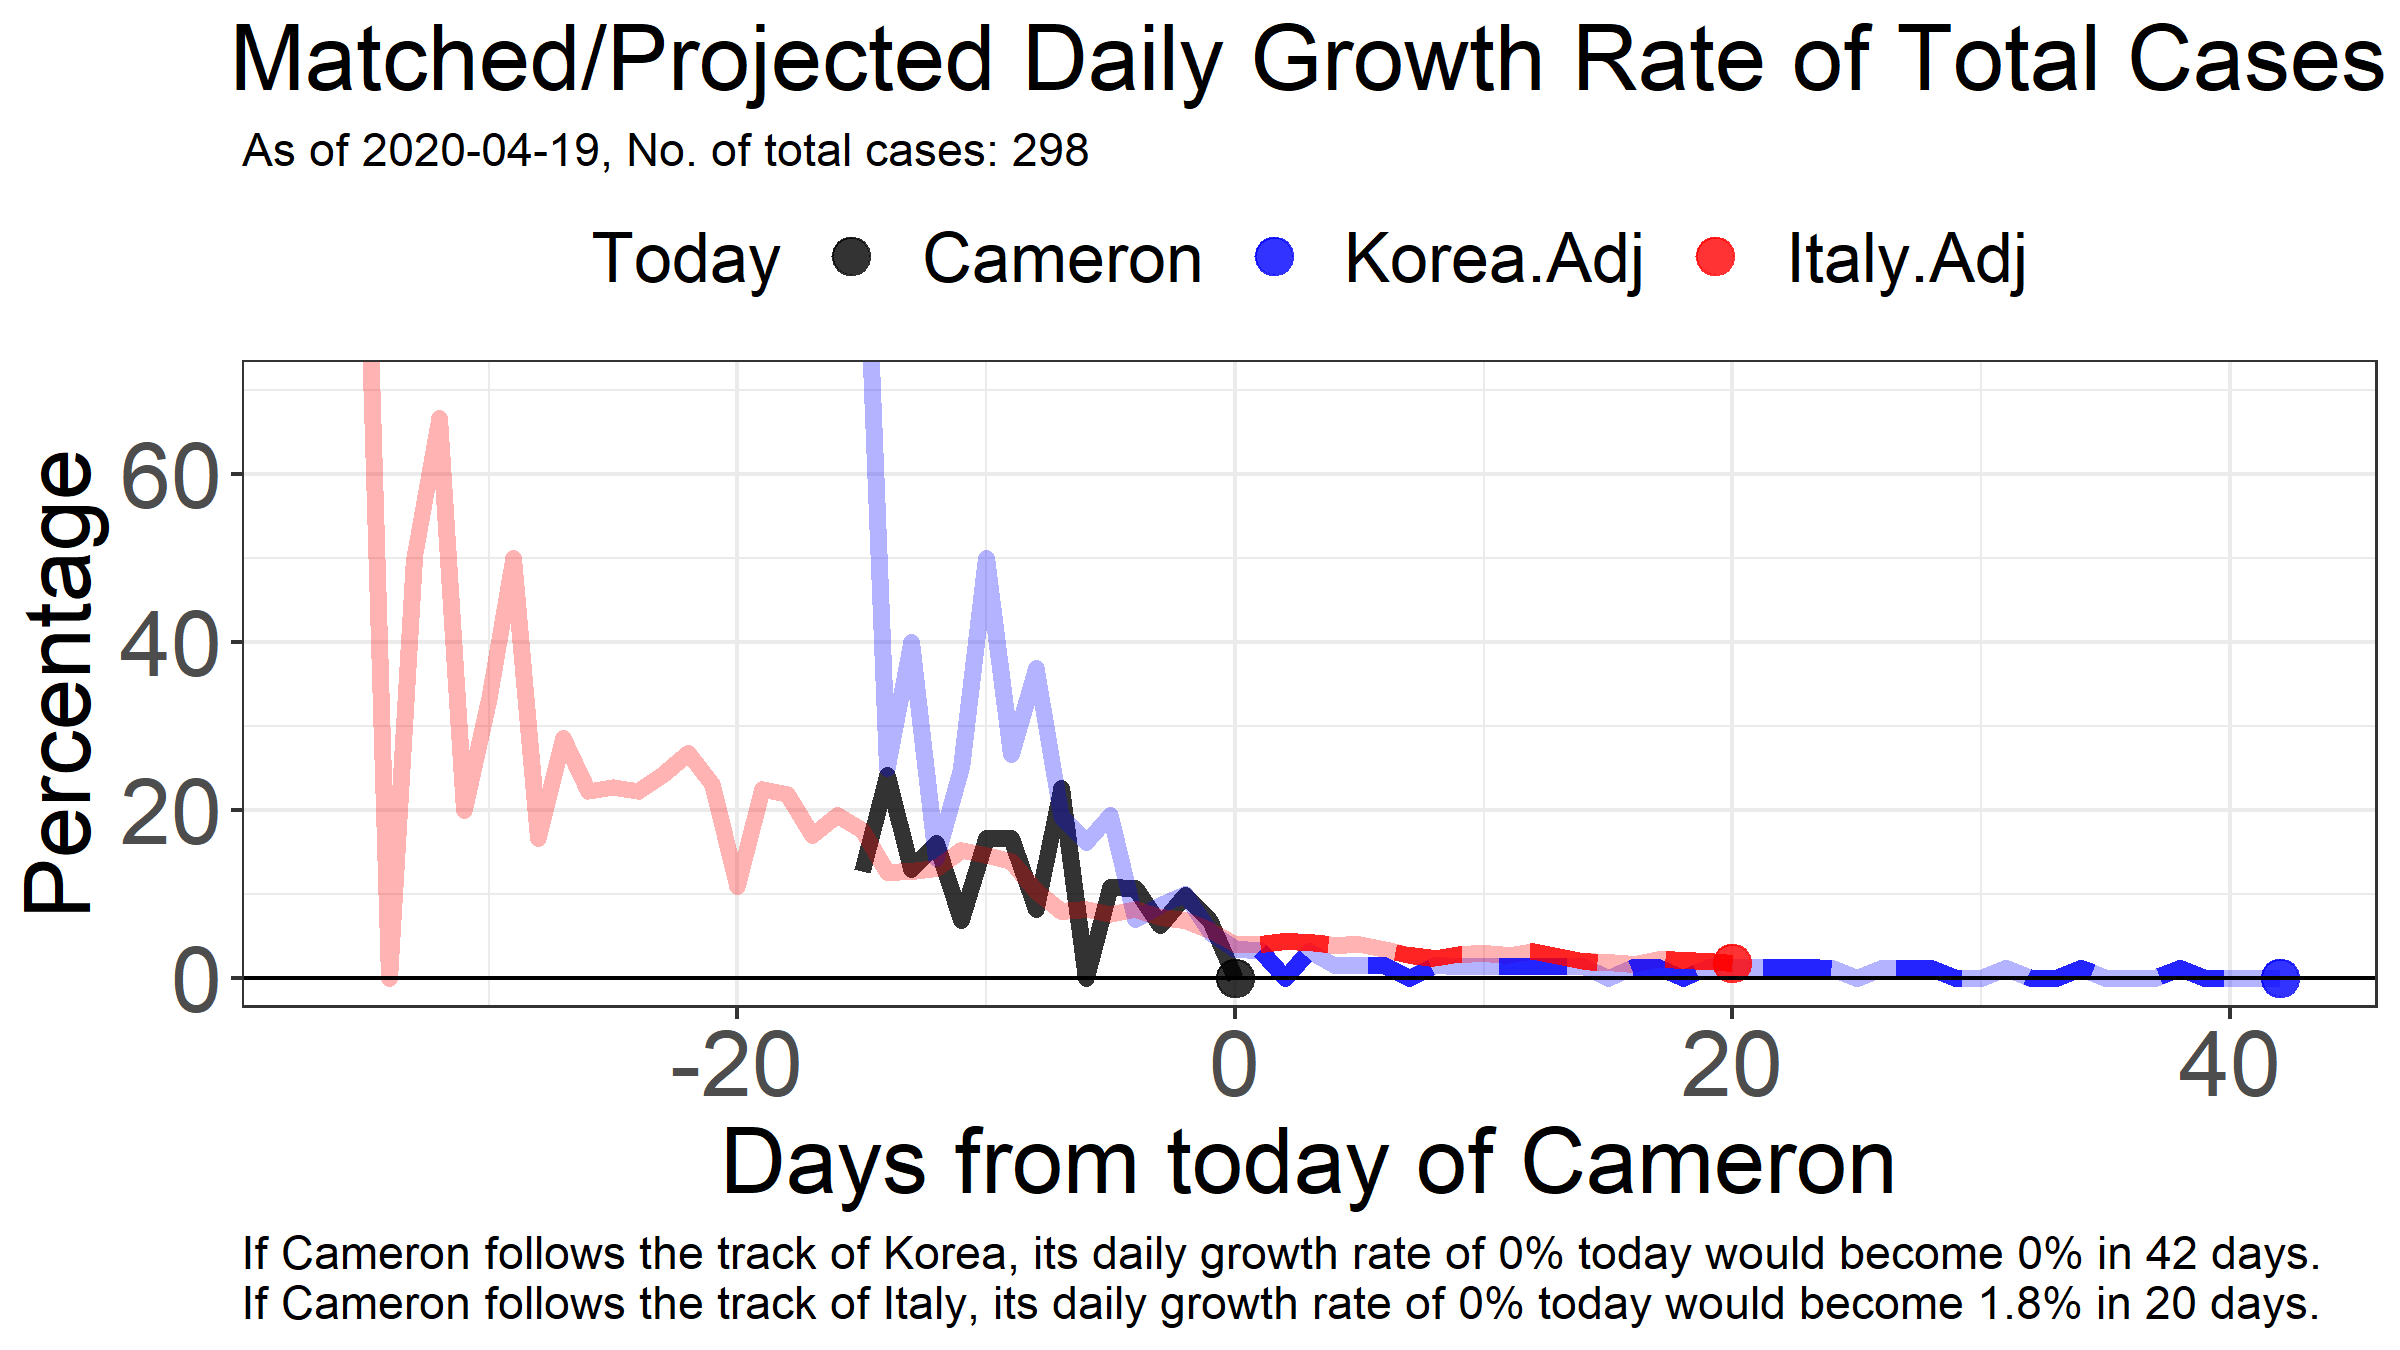 Matched/Projected Daily Growth Rate of Total Cases
As of 2020-04-19, No. of total cases: 298
Today Cameron Korea.Adj Italy.Adj
Percentage
60
40
20
0
-20 0 20 40
Days from today of Cameron
If Cameron follows the track of Korea, its daily growth rate of 0% today would become 0% in 42 days.
If Cameron follows the track of Italy, its daily growth rate of 0% today would become 1.8% in 20 days.